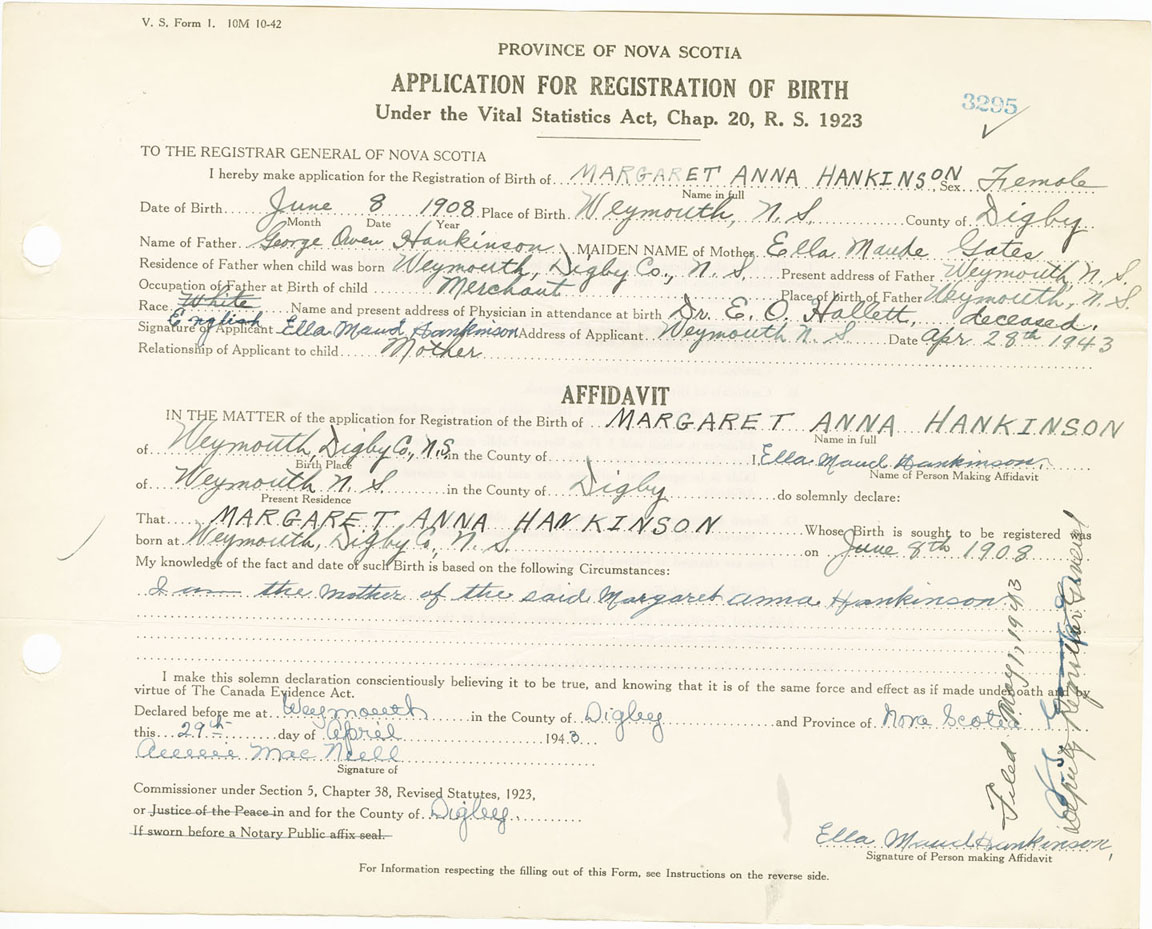 V. S. Form 1. 10M 10-42
PROVINCE OF NOVA SCOTIA
APPLICATION FOR REGISTRATION OF BIRTH
Under the Vital Statistics Act, Chap. 20, R. S. 1923
3295
TO THE REGISTRAR GENERAL OF NOVA SCOTIA
I hereby make application for the Registration of Birth of MARGARET ANNA HANKINSON Sex Female
Name in full
Date of Birth June 8 1908 Place of Birth Weymouth, N. S. County of Digby
Month Date Year
Name of Father George Owen Hankinson MAIDEN NAME of Mother Ella Maude Gates
Residence of Father when child was born Weymouth, Digby Co., N. S. Present address of Father Weymouth, N. S.
Occupation of Father at Birth of child Merchant Place of birth of Father Weymouth, N. S.
Race White English Name and present address of Physician in attendance at birth Dr. E. O. Hallett, deceased.
Signature of Applicant Ella Maud Hankinson Address of Applicant Weymouth N. S. Date Apr 28th 1943
Relationship of Applicant to child Mother
AFFIDAVIT
IN THE MATTER of the application for Registration of the Birth of MARGARET ANNA HANKINSON
Name in full
of Weymouth, Digby Co., N.S. in the County of I, Ella Maud Hankinson,
Birth Place Name of Person Making Affidavit
of Weymouth N. S. in the County of Digby do solemnly declare:
Present Residence
That MARGARET ANNA HANKINSON Whose Birth is sought to be registered was
born at Weymouth, Digby Co., N. S. on June 8th 1908
My knowledge of the fact and date of such Birth is based on the following Circumstances:
I am the mother of the said Margaret Anna Hankinson
I make this solemn declaration conscientiously believing it to be true, and knowing that it is of the same force and effect as if made under oath and by
virtue of The Canada Evidence Act.
Declared before me at Weymouth in the County of Digby and Province of Nova Scotia
this 29th day of April 1943
Mac Neill
Signature of
Commissioner under Section 5, Chapter 38, Revised Statutes, 1923,
or Justice of the Peace in and for the County of Digby
If sworn before a Notary Public affix seal.
Ella Maud Hankinson,
Signature of Person making Affidavit
For Information respecting the filling out of this Form, see Instructions on the reverse side.
Filed May 1, 1943
Deputy Registrar General